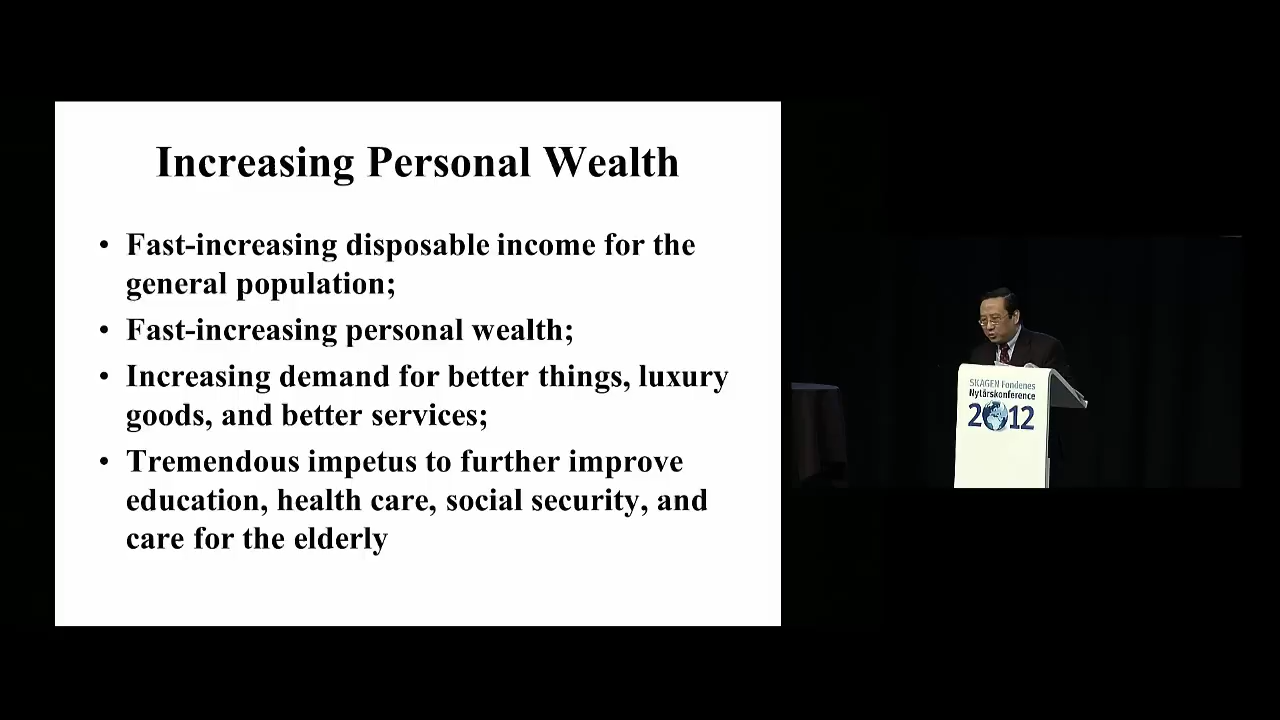 Increasing Personal Wealth
• Fast-increasing disposable income for the
general population;
• Fast-increasing personal wealth;
• Increasing demand for better things, luxury
goods, and better services;
• Tremendous impetus to further improve
education, health care, social security, and
care for the elderly
SKAGEN Fondenes
Nytårskonference
2012